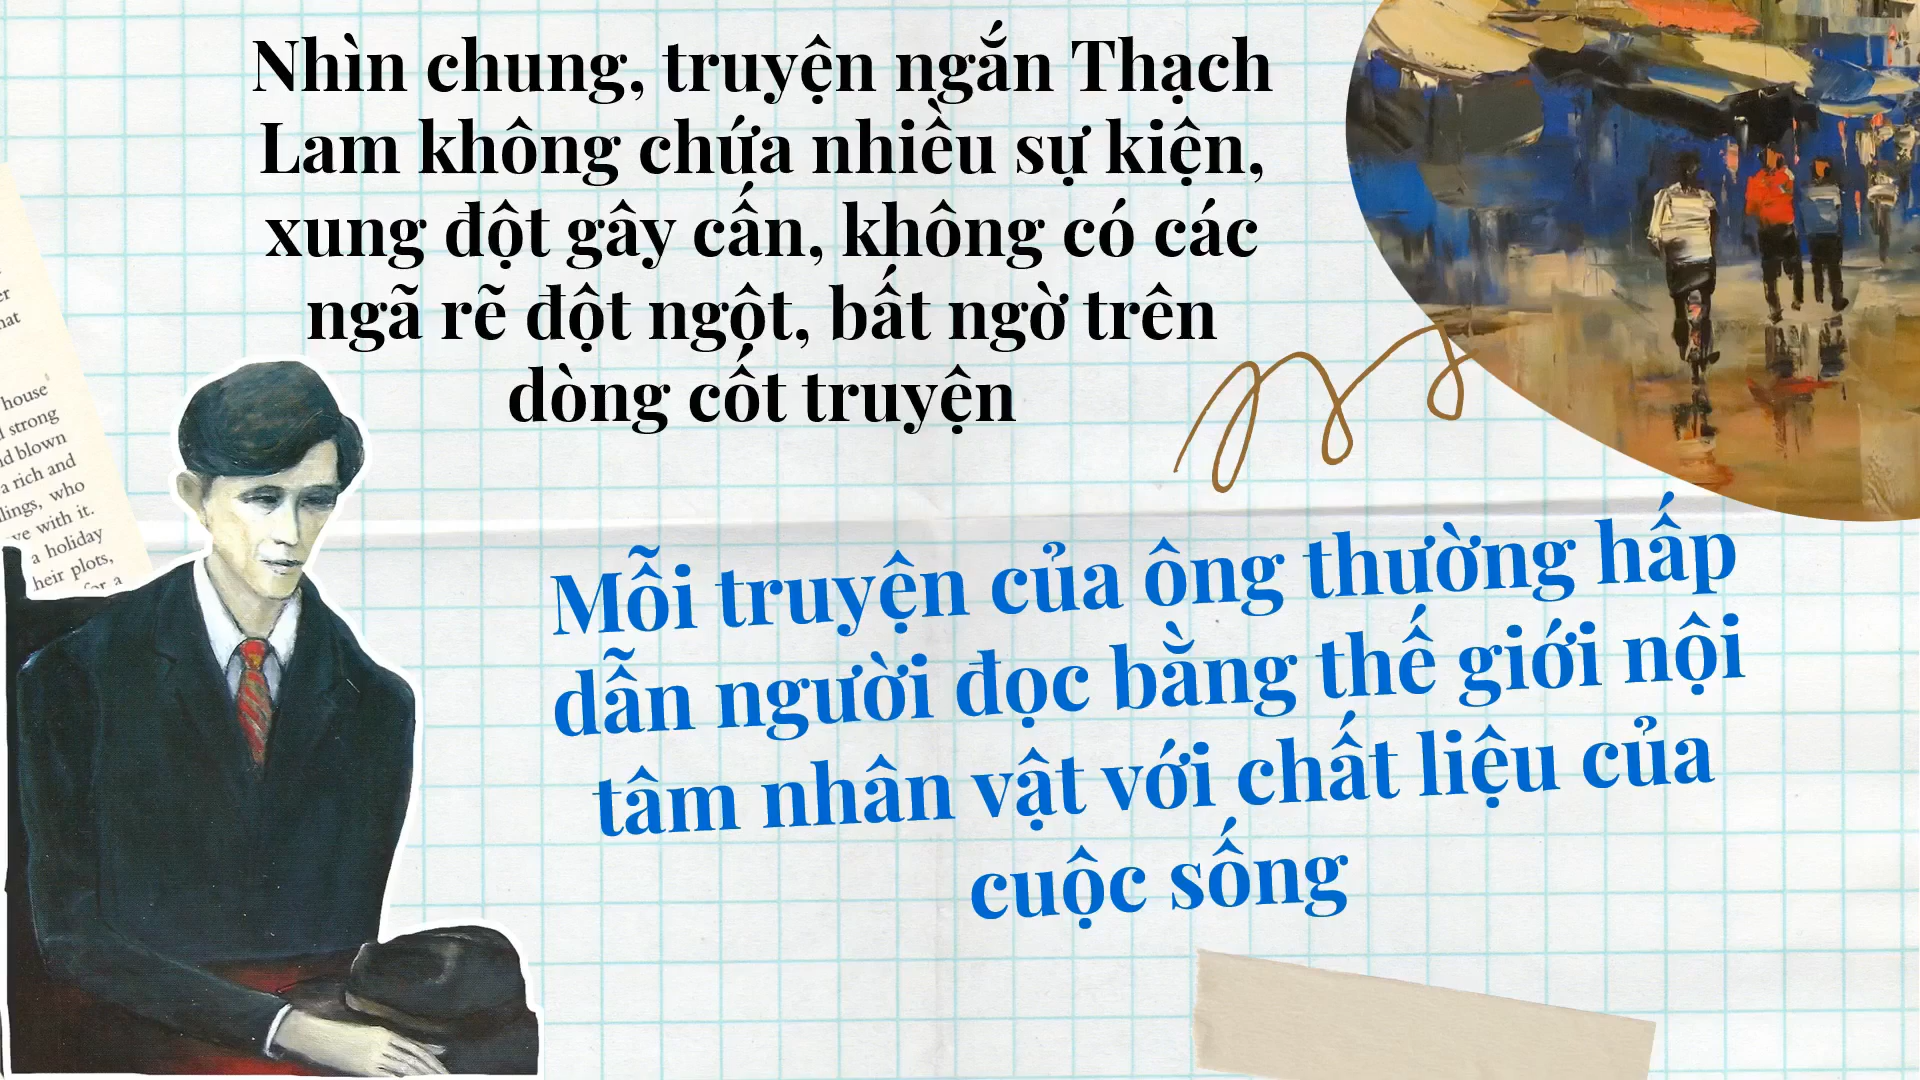 Nhìn chung, truyện ngắn Thạch
Lam không chứa nhiều sự kiện,
xung đột gây cấn, không có các
ngã rẽ đột ngột, bất ngờ trên
dòng cốt truyện
house
strong
blown
a rich and
lings, who
ve with it.
a holiday
heir plots,
for a
Mỗi truyện của ông thường hấp
dẫn người đọc bằng thế giới nội
tâm nhân vật với chất liệu của
cuộc sống